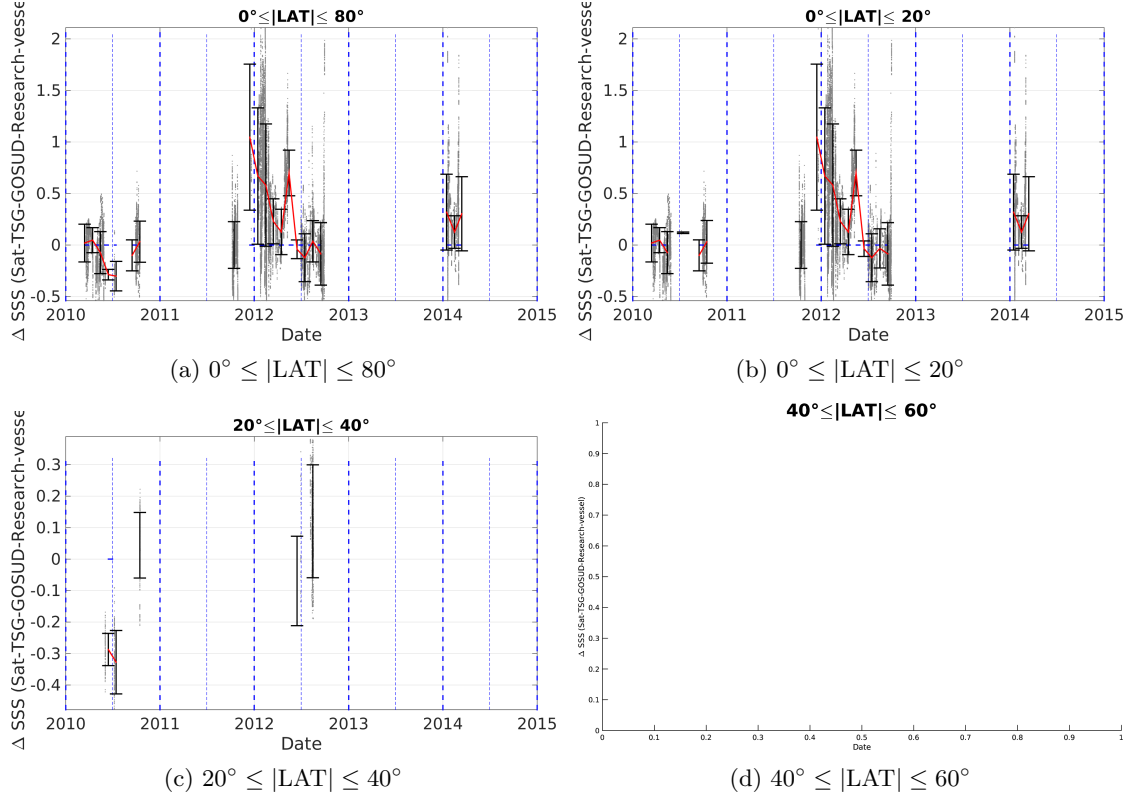 0°≤|LAT|≤ 80°
Δ SSS (Sat-TSG-GOSUD-Research-vesse
2
1.5
1
0.5
0
-0.5
2010 2011 2012 2013 2014 2015
Date
(a) 0° ≤ |LAT| ≤ 80°
0°≤|LAT|≤ 20°
Δ SSS (Sat-TSG-GOSUD-Research-vesse
2
1.5
1
0.5
0
-0.5
2010 2011 2012 2013 2014 2015
Date
(b) 0° ≤ |LAT| ≤ 20°
20°≤|LAT|≤ 40°
Δ SSS (Sat-TSG-GOSUD-Research-vesse
0.3
0.2
0.1
0
-0.1
-0.2
-0.3
-0.4
2010 2011 2012 2013 2014 2015
Date
(c) 20° ≤ |LAT| ≤ 40°
40°≤|LAT|≤ 60°
Δ SSS (Sat-TSG-GOSUD-Research-vessel)
1
0.9
0.8
0.7
0.6
0.5
0.4
0.3
0.2
0.1
0
0 0.1 0.2 0.3 0.4 0.5 0.6 0.7 0.8 0.9 1
Date
(d) 40° ≤ |LAT| ≤ 60°